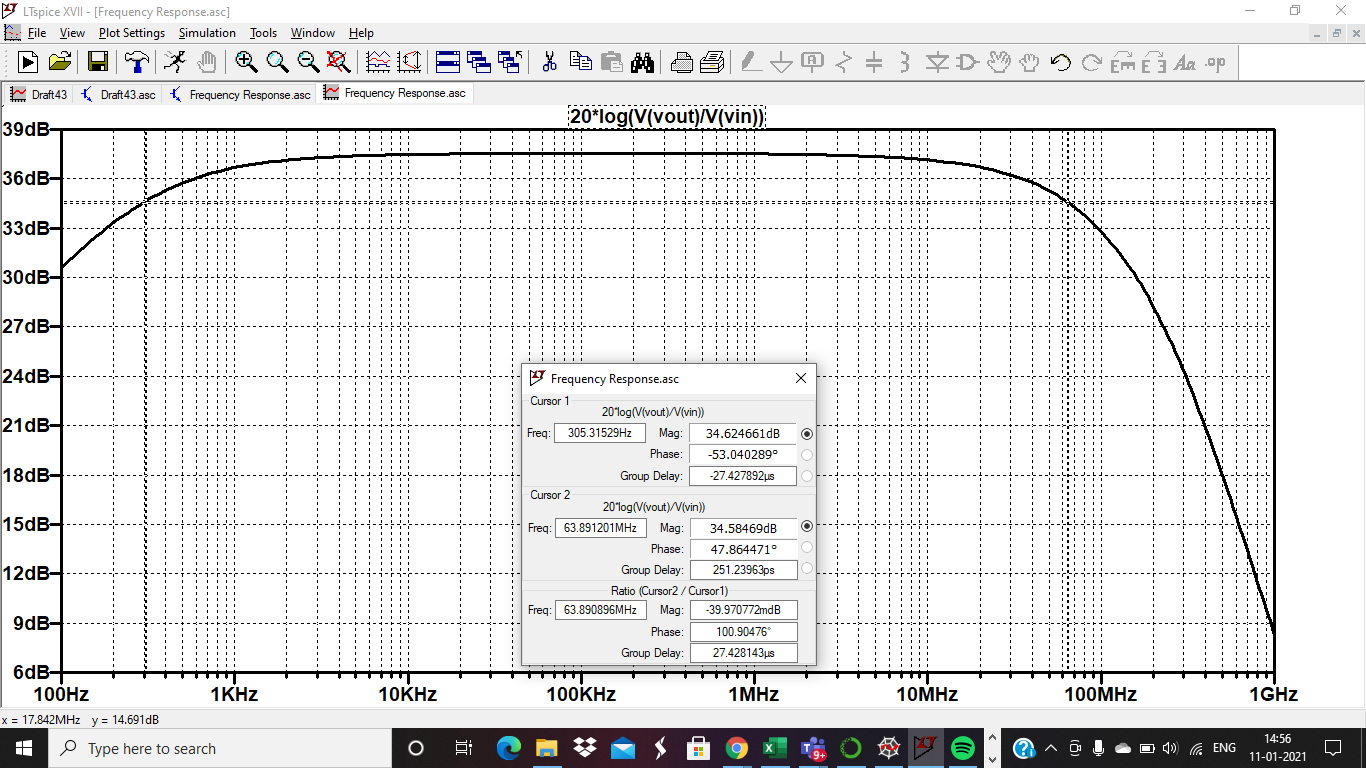 LTspice XVII - [Frequency Response.asc]
File View Plot Settings Simulation Tools Window Help
Draft43 Draft43.asc Frequency Response.asc Frequency Response.asc
20*log(V(vout)/V(vin))
39dB
36dB
33dB
30dB
27dB
24dB
21dB
18dB
15dB
12dB
9dB
6dB
Frequency Response.asc
Cursor 1
20*log(V(vout)/V(vin))
Freq: 305.31529Hz Mag: 34.624661dB
Phase: -53.040289°
Group Delay: -27.427892µs
Cursor 2
20*log(V(vout)/V(vin))
Freq: 63.891201MHz Mag: 34.58469dB
Phase: 47.864471°
Group Delay: 251.23963ps
Ratio (Cursor2 / Cursor1)
Freq: 63.890896MHz Mag: -39.970772mdB
Phase: 100.90476°
Group Delay: 27.428143µs
100Hz 1KHz 10KHz 100KHz 1MHz 10MHz 100MHz 1GHz
x = 17.842MHz y = 14.691dB
Type here to search
ENG
14:56
11-01-2021